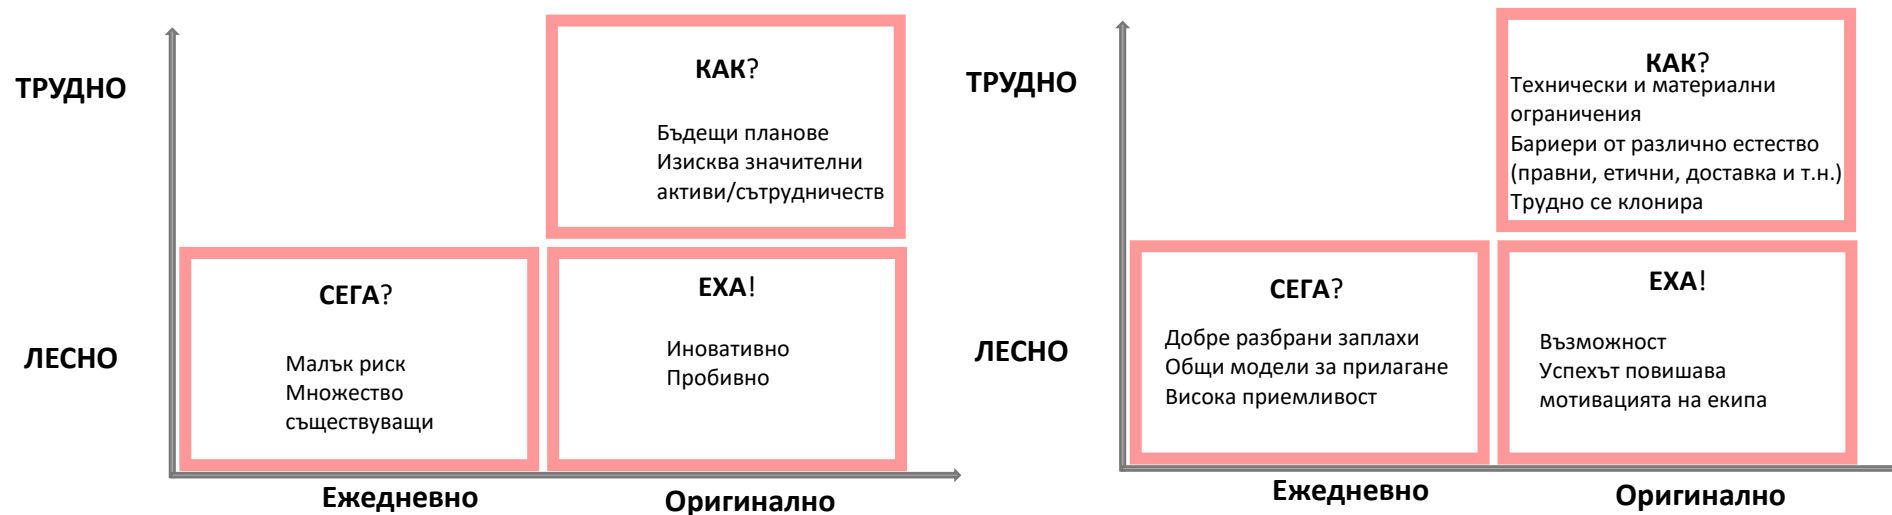 ТРУДНО
КАК?
Бъдещи планове
Изисква значителни
активи/сътрудничеств
СЕГА?
Малък риск
Множество
съществуващи
ЕХА!
Иновативно
Пробивно
ЛЕСНО
Ежедневно
Оригинално
ТРУДНО
КАК?
Технически и материални
ограничения
Бариери от различно естество
(правни, етични, доставка и т.н.)
Трудно се клонира
СЕГА?
Добре разбрани заплахи
Общи модели за прилагане
Висока приемливост
ЕХА!
Възможност
Успехът повишава
мотивацията на екипа
ЛЕСНО
Ежедневно
Оригинално